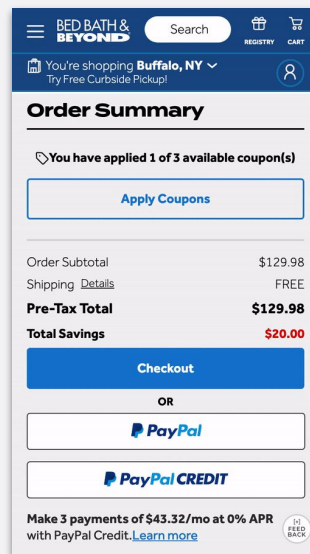 BED BATH &
BEYOND
Search
REGISTRY
CART
You're shopping Buffalo, NY
Try Free Curbside Pickup!
Order Summary
You have applied 1 of 3 available coupon(s)
Apply Coupons
Order Subtotal $129.98
Shipping Details FREE
Pre-Tax Total $129.98
Total Savings $20.00
Checkout
OR
PayPal
PayPal CREDIT
Make 3 payments of $43.32/mo at 0% APR
with PayPal Credit.Learn more
[+]
FEED
BACK